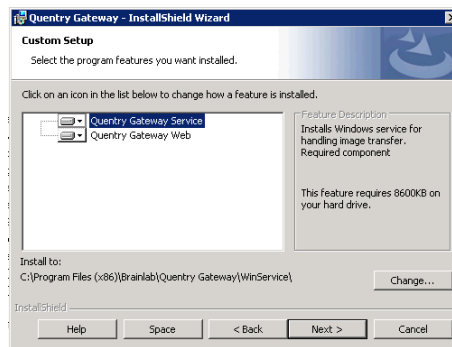 Quentry Gateway - InstallShield Wizard
Custom Setup
Select the program features you want installed.
Click on an icon in the list below to change how a feature is installed.
Quentry Gateway Service
Quentry Gateway Web
Feature Description
Installs Windows service for
handling image transfer.
Required component
This feature requires 8600KB on
your hard drive.
Install to:
C:\Program Files (x86)\Brainlab\Quentry Gateway\WinService\
Change...
InstallShield
Help
Space
< Back
Next >
Cancel